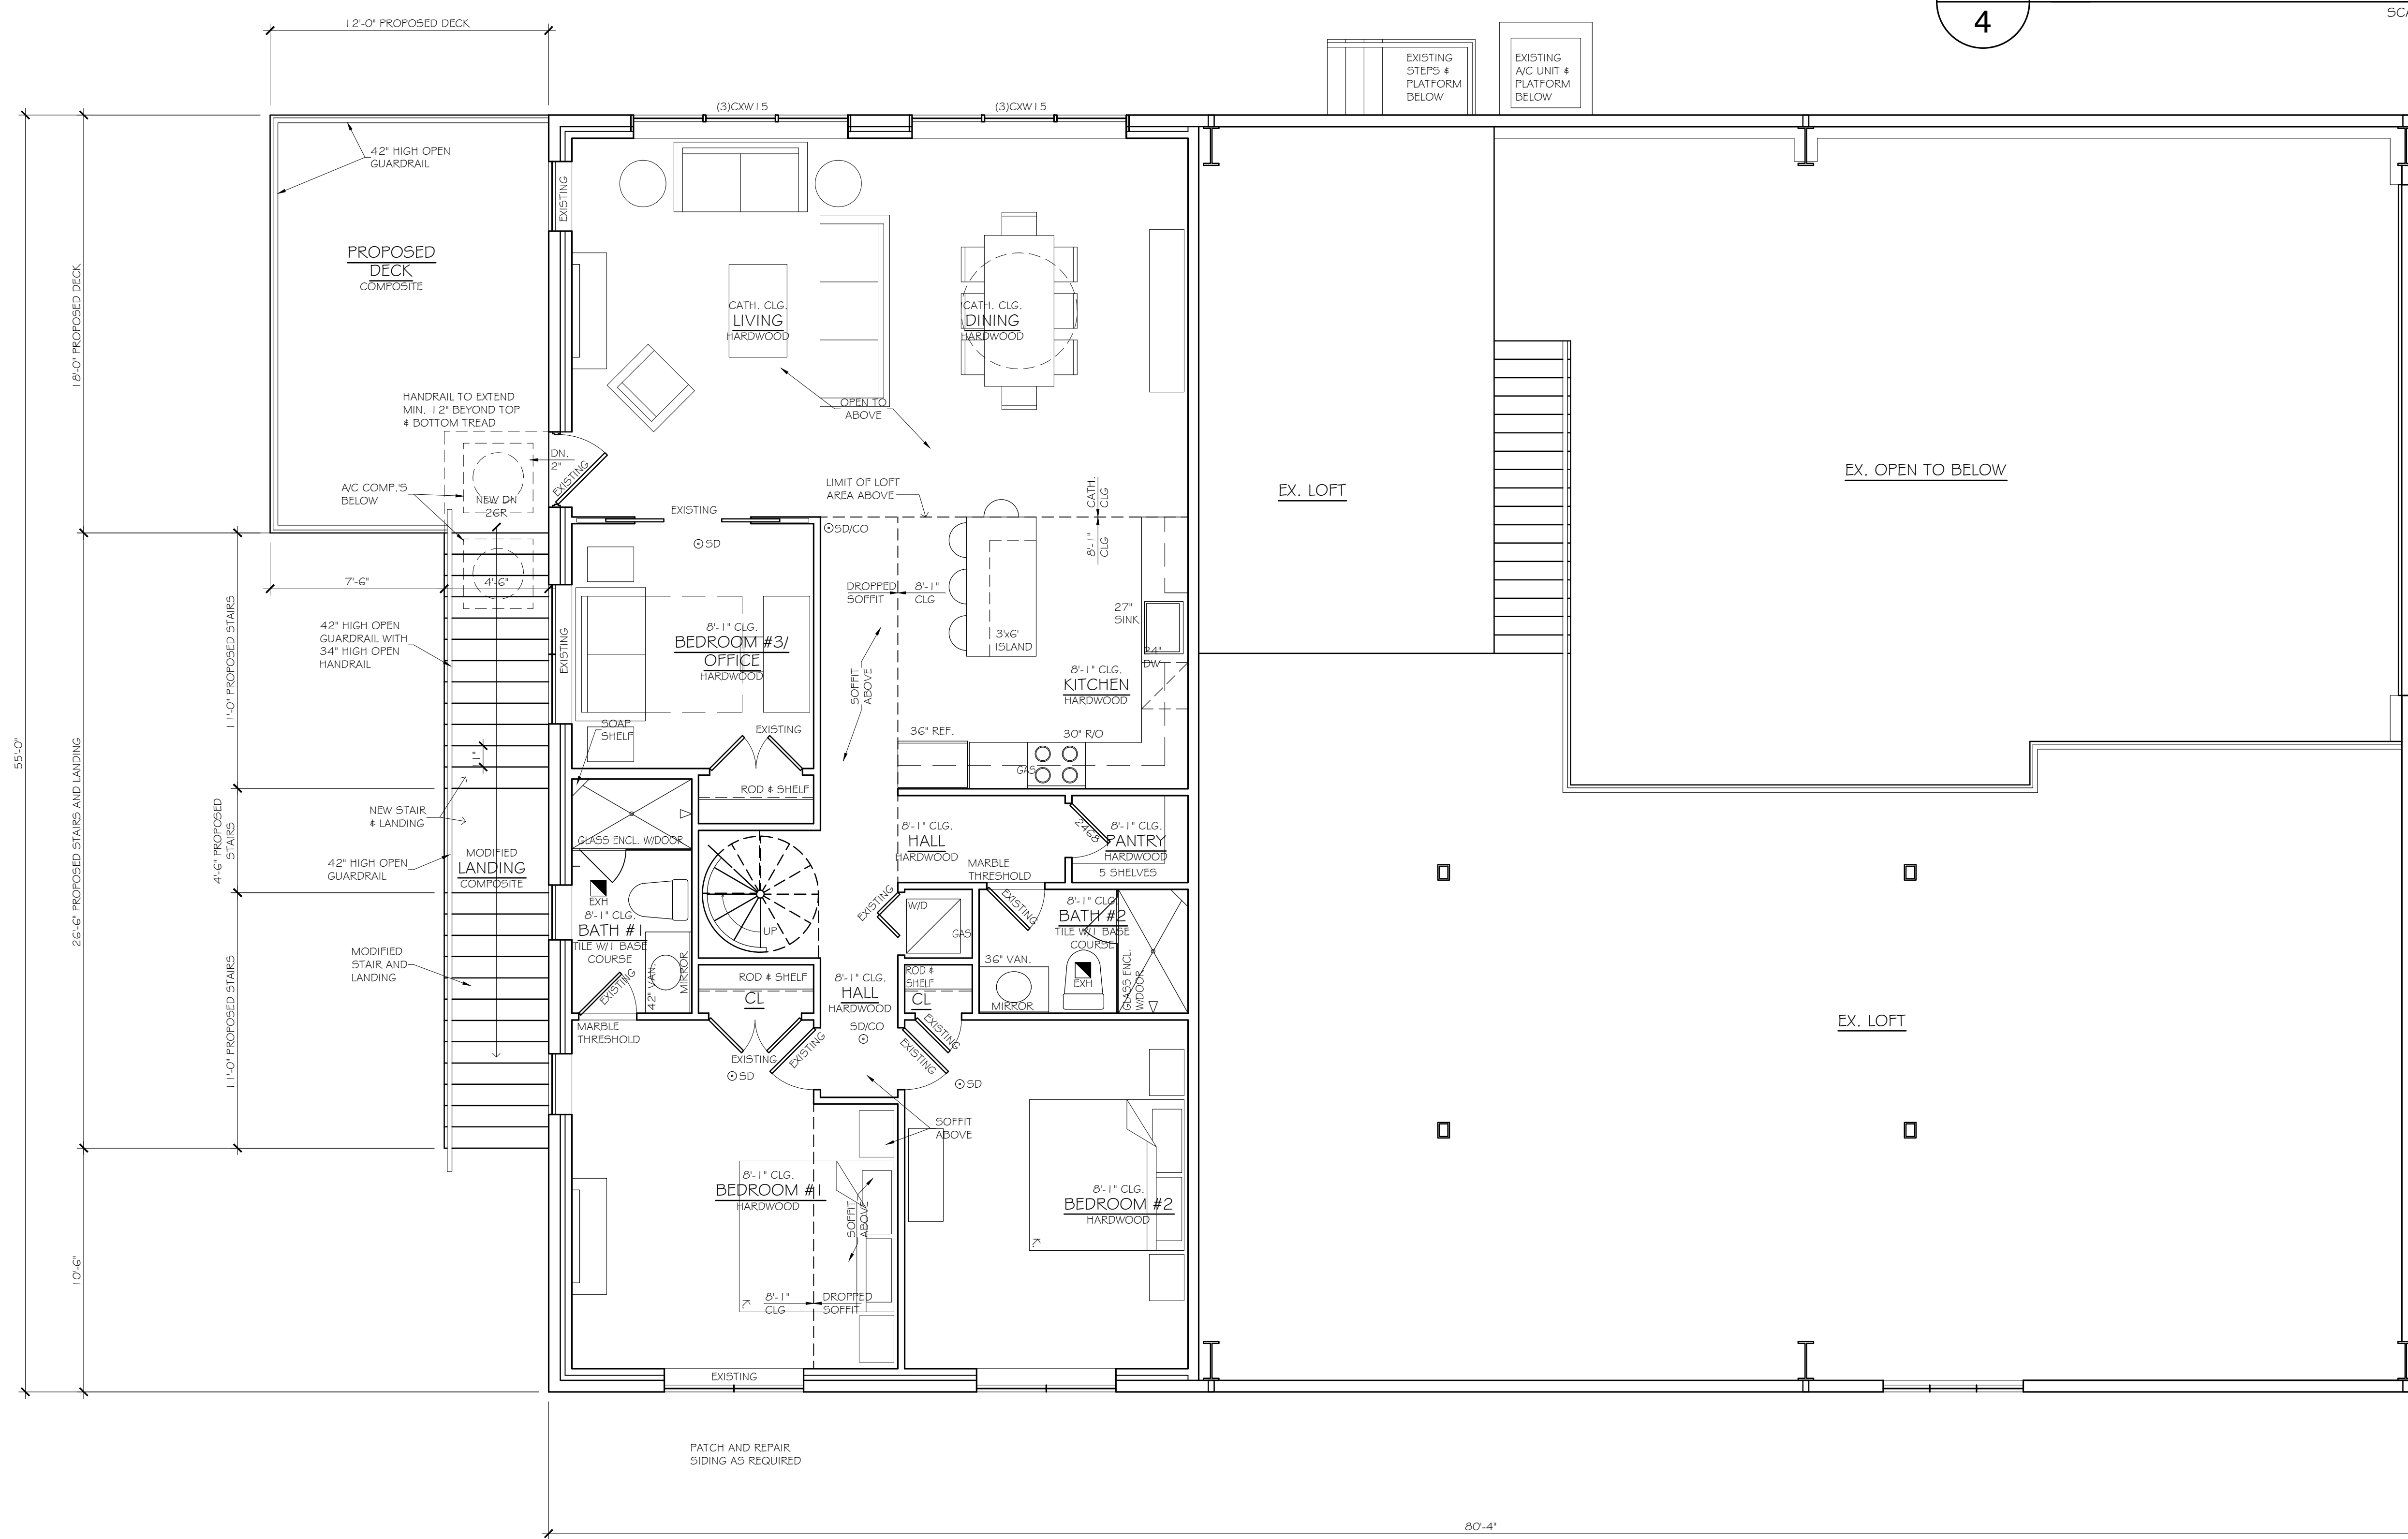 4
SCA
12'-0" PROPOSED DECK
EXISTING
STEPS &
PLATFORM
BELOW
EXISTING
A/C UNIT &
PLATFORM
BELOW
(3)CXW15
(3)CXW15
42" HIGH OPEN
GUARDRAIL
EXISTING
PROPOSED
DECK
COMPOSITE
18'-0" PROPOSED DECK
CATH. CLG.
LIVING
HARDWOOD
CATH. CLG.
DINING
HARDWOOD
HANDRAIL TO EXTEND
MIN. 12" BEYOND TOP
& BOTTOM TREAD
OPEN TO
ABOVE
DN.
2"
EXISTING
A/C COMP.'S
BELOW
NEW DN
26R
LIMIT OF LOFT
AREA ABOVE
CATH.
CLG
8'-1"
CLG
EX. LOFT
EX. OPEN TO BELOW
EXISTING
SD/CO
SD
7'-6"
4'-6"
DROPPED
SOFFIT
8'-1"
CLG
27"
SINK
3'x6'
ISLAND
24"
DW
42" HIGH OPEN
GUARDRAIL WITH
34" HIGH OPEN
HANDRAIL
EXISTING
8'-1" CLG.
BEDROOM #3/
OFFICE
HARDWOOD
SOFFIT
ABOVE
8'-1" CLG.
KITCHEN
HARDWOOD
11'-0" PROPOSED STAIRS
SOAP
SHELF
EXISTING
36" REF.
30" R/O
GAS
11"
55'-0"
26'-6" PROPOSED STAIRS AND LANDING
ROD & SHELF
NEW STAIR
& LANDING
4'-6" PROPOSED
STAIRS
GLASS ENCL. W/DOOR
8'-1" CLG.
HALL
HARDWOOD
2468
8'-1" CLG.
PANTRY
HARDWOOD
5 SHELVES
MARBLE
THRESHOLD
MODIFIED
LANDING
COMPOSITE
42" HIGH OPEN
GUARDRAIL
EXH
8'-1" CLG.
BATH #1
TILE W/1 BASE
COURSE
UP
EXISTING
W/D
GAS
EXISTING
8'-1" CLG.
BATH #2
TILE W/1 BASE
COURSE
MODIFIED
STAIR AND
LANDING
42" VAN.
MIRROR
EXISTING
ROD & SHELF
CL
8'-1" CLG.
HALL
HARDWOOD
SD/CO
ROD &
SHELF
CL
36" VAN.
MIRROR
EXH
GLASS ENCL.
W/DOOR
11'-0" PROPOSED STAIRS
MARBLE
THRESHOLD
EXISTING
EXISTING
EXISTING
EXISTING
SD
SD
EX. LOFT
SOFFIT
ABOVE
8'-1" CLG.
BEDROOM #1
HARDWOOD
SOFFIT
ABOVE
8'-1" CLG.
BEDROOM #2
HARDWOOD
10'-6"
8'-1"
CLG
DROPPED
SOFFIT
EXISTING
PATCH AND REPAIR
SIDING AS REQUIRED
80'-4"